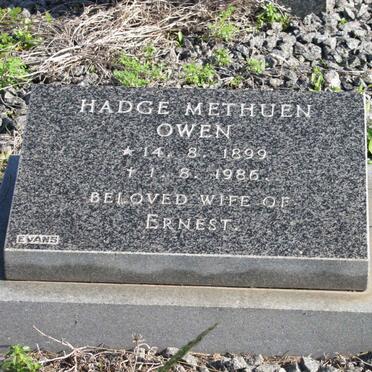 HADGE METHUEN
OWEN
* 14. 8. 1899
† 1. 8. 1986.
BELOVED WIFE OF
ERNEST.
EVANS